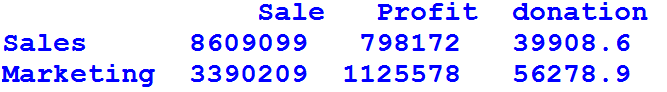 Sale Profit donation
Sales 8609099 798172 39908.6
Marketing 3390209 1125578 56278.9